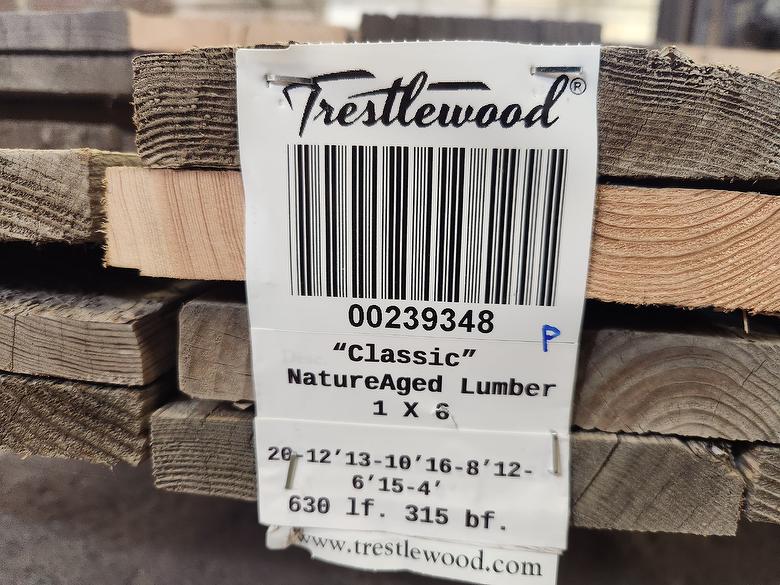 Trestlewood®
00239348
P
"Classic"
NatureAged Lumber
1 X 6
20-12'13-10'16-8'12-
6'15-4'
630 lf. 315 bf.
www.trestlewood.com